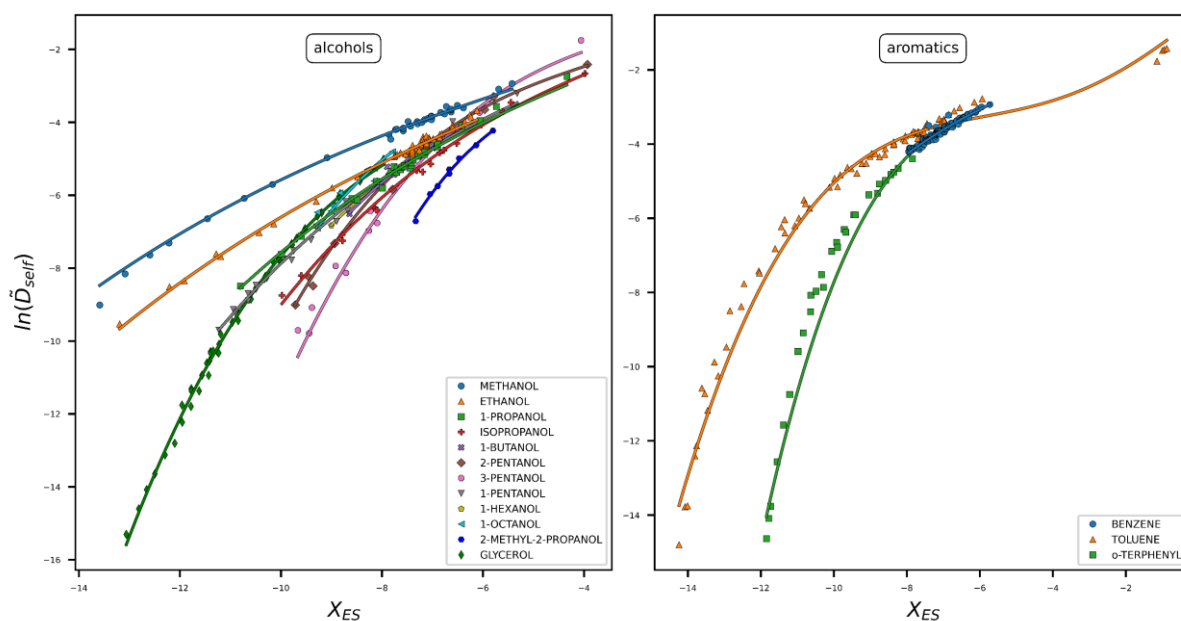 alcohols
ln(D̃self)
−2
−4
−6
−8
−10
−12
−14
−16
−14
−12
−10
−8
−6
−4
XES
METHANOL
ETHANOL
1-PROPANOL
ISOPROPANOL
1-BUTANOL
2-PENTANOL
3-PENTANOL
1-PENTANOL
1-HEXANOL
1-OCTANOL
2-METHYL-2-PROPANOL
GLYCEROL
aromatics
−2
−4
−6
−8
−10
−12
−14
−14
−12
−10
−8
−6
−4
−2
XES
BENZENE
TOLUENE
o-TERPHENYL